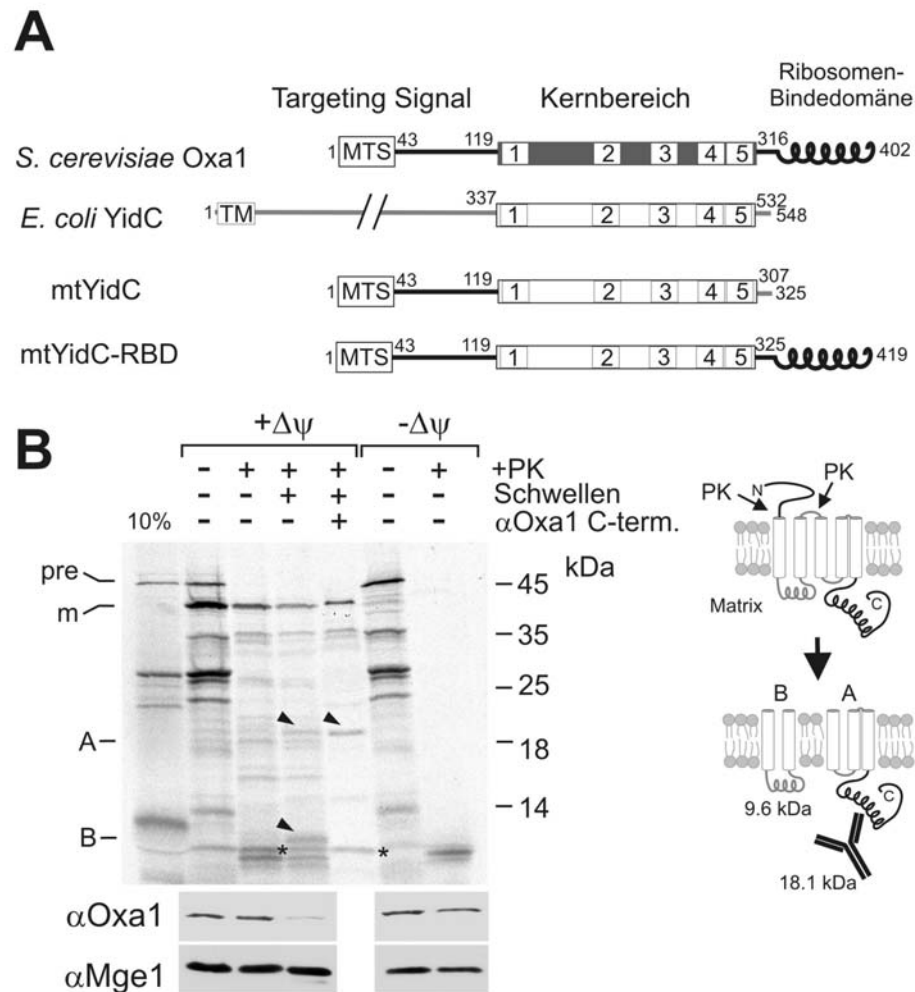 A
Targeting Signal
Kernbereich
Ribosomen-
Bindedomäne
S. cerevisiae Oxa1
1 MTS 43 119 1 2 3 4 5 316 402
E. coli YidC
1 TM 337 1 2 3 4 5 532 548
mtYidC
1 MTS 43 119 1 2 3 4 5 307 325
mtYidC-RBD
1 MTS 43 119 1 2 3 4 5 325 419
B
+Δψ -Δψ
- + + + - + +PK
- - + + - - Schwellen
10% - - - + - - αOxa1 C-term.
kDa
pre
m
A
B
45
35
25
18
14
* *
αOxa1
αMge1
PK N PK
Matrix
C
B A
C
9.6 kDa
18.1 kDa